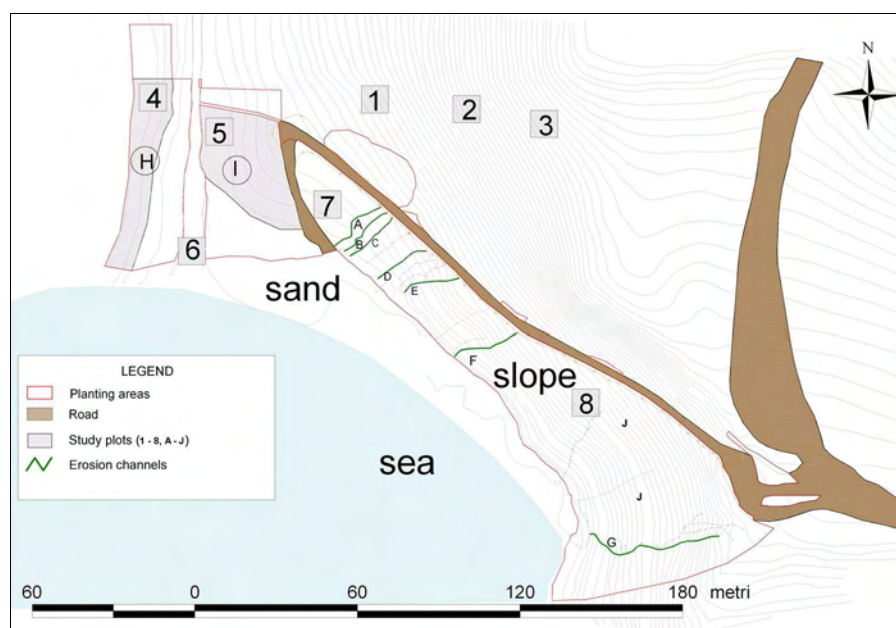 N
1
2
3
4
5
H
I
6
7
A
B
C
D
E
F
sand
slope
8
J
sea
J
G
LEGEND
Planting areas
Road
Study plots (1 - 8, A - J)
Erosion channels
60 0 60 120 180 metri